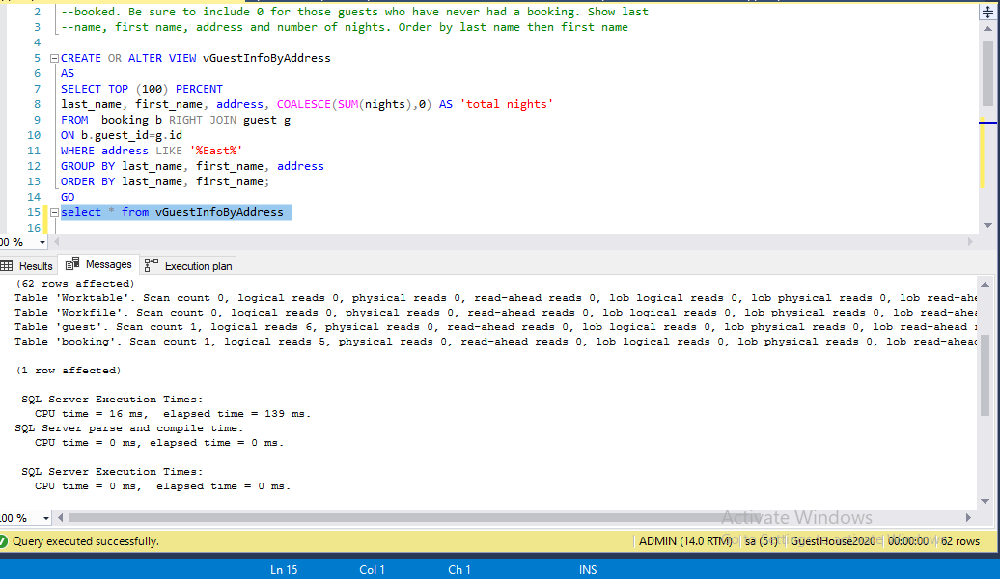 2 --booked. Be sure to include 0 for those guests who have never had a booking. Show last
3 --name, first name, address and number of nights. Order by last name then first name
4
5 CREATE OR ALTER VIEW vGuestInfoByAddress
6 AS
7 SELECT TOP (100) PERCENT
8 last_name, first_name, address, COALESCE(SUM(nights),0) AS 'total nights'
9 FROM  booking b RIGHT JOIN guest g
10 ON b.guest_id=g.id
11 WHERE address LIKE '%East%'
12 GROUP BY last_name, first_name, address
13 ORDER BY last_name, first_name;
14 GO
15 select * from vGuestInfoByAddress
16
00 %
Results Messages Execution plan
(62 rows affected)
Table 'Worktable'. Scan count 0, logical reads 0, physical reads 0, read-ahead reads 0, lob logical reads 0, lob physical reads 0, lob read-ahe
Table 'Workfile'. Scan count 0, logical reads 0, physical reads 0, read-ahead reads 0, lob logical reads 0, lob physical reads 0, lob read-ahea
Table 'guest'. Scan count 1, logical reads 6, physical reads 0, read-ahead reads 0, lob logical reads 0, lob physical reads 0, lob read-ahead r
Table 'booking'. Scan count 1, logical reads 5, physical reads 0, read-ahead reads 0, lob logical reads 0, lob physical reads 0, lob read-ahead
(1 row affected)
SQL Server Execution Times:
CPU time = 16 ms,  elapsed time = 139 ms.
SQL Server parse and compile time:
CPU time = 0 ms, elapsed time = 0 ms.
SQL Server Execution Times:
CPU time = 0 ms,  elapsed time = 0 ms.
.00 %
Activate Windows
Go to Settings to activate Windows.
Query executed successfully. ADMIN (14.0 RTM) sa (51) GuestHouse2020 00:00:00 62 rows
Ln 15 Col 1 Ch 1 INS